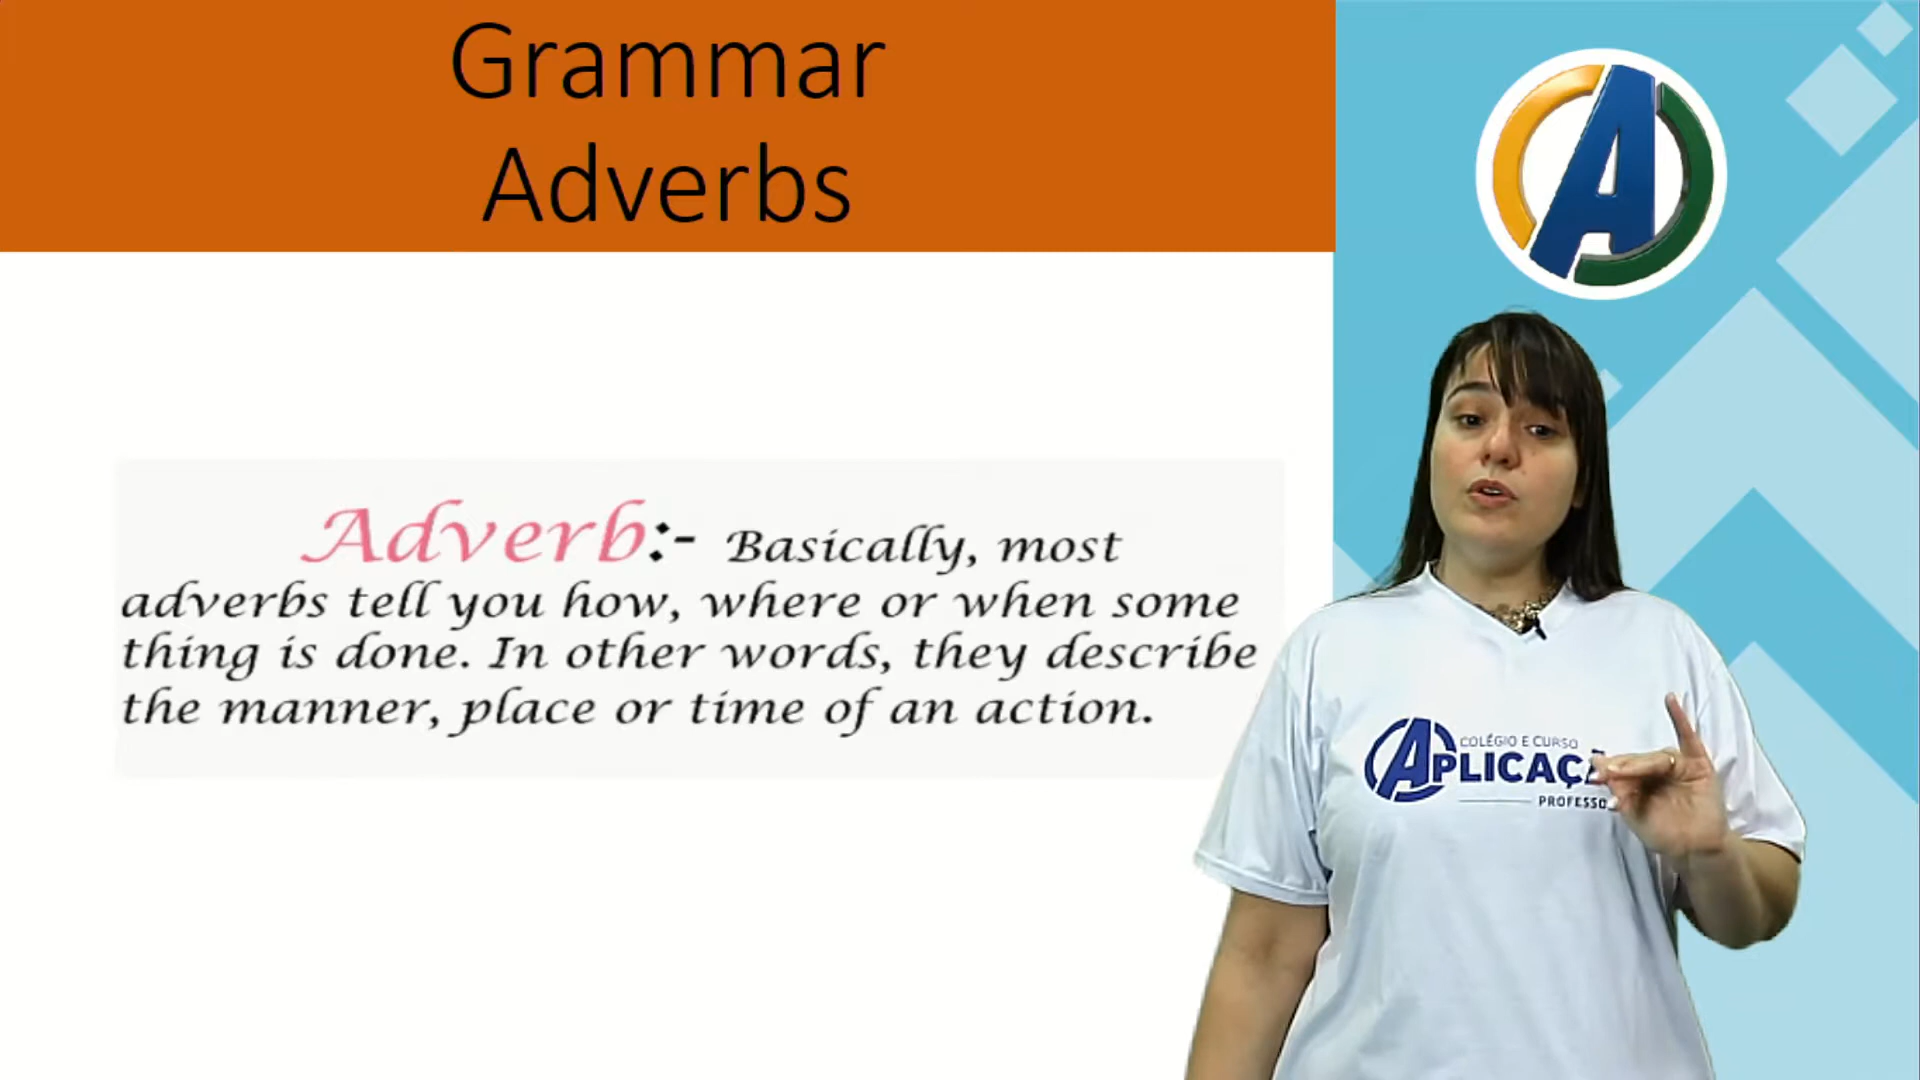 Grammar
Adverbs
Adverb:- Basically, most
adverbs tell you how, where or when some
thing is done. In other words, they describe
the manner, place or time of an action.
A
COLÉGIO E CURSO